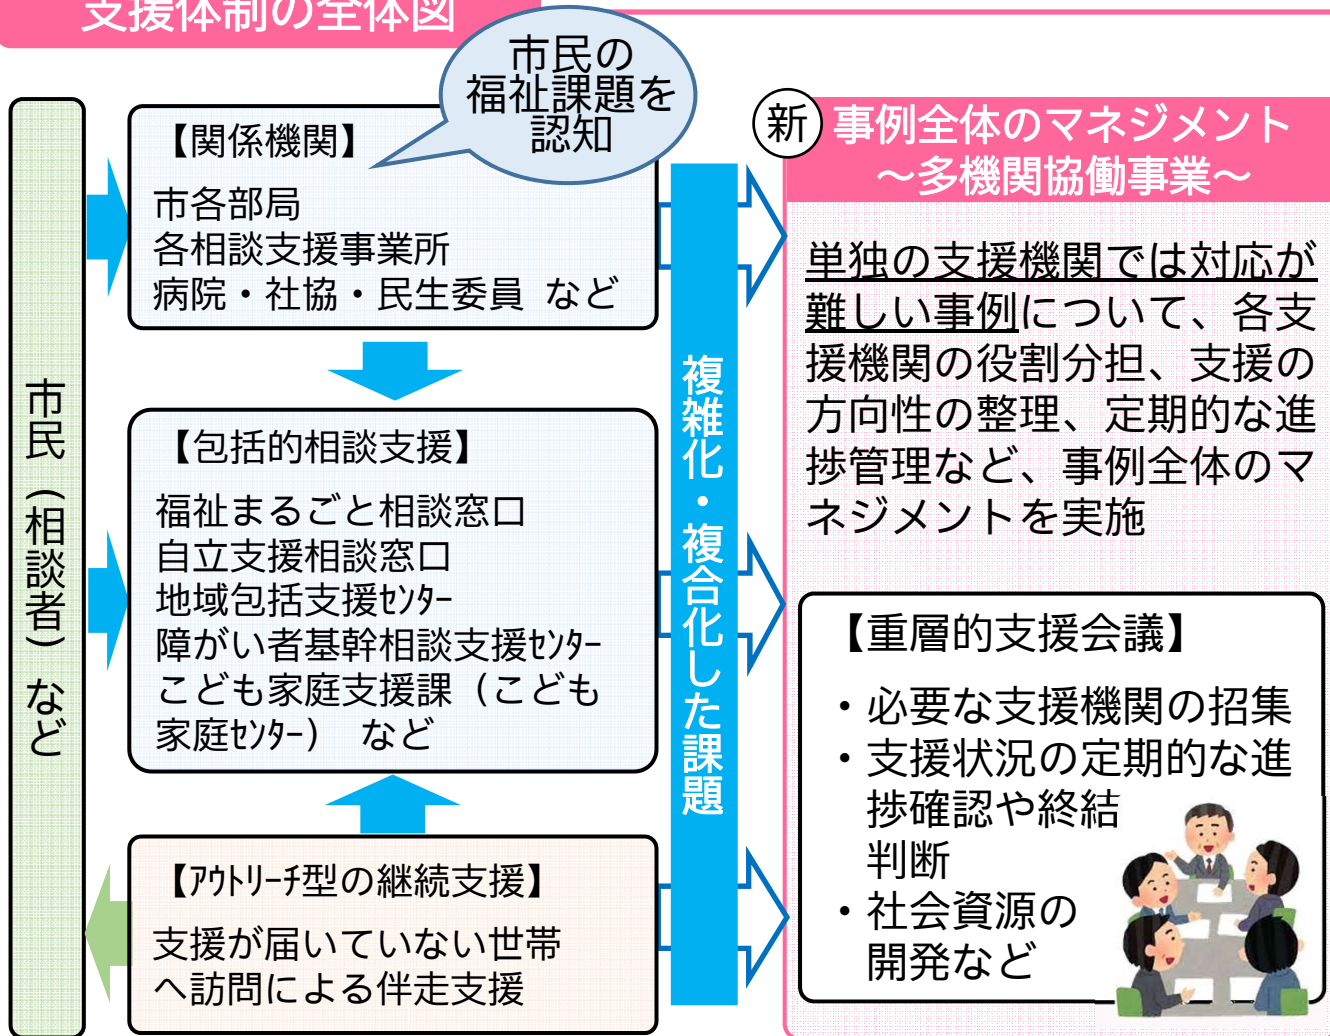 支援体制の全体図
市民の
福祉課題を
認知
市民（相談者）など
【関係機関】
市各部局
各相談支援事業所
病院・社協・民生委員 など
【包括的相談支援】
福祉まるごと相談窓口
自立支援相談窓口
地域包括支援ｾﾝﾀｰ
障がい者基幹相談支援ｾﾝﾀｰ
こども家庭支援課（こども
家庭ｾﾝﾀｰ） など
【ｱｳﾄﾘｰﾁ型の継続支援】
支援が届いていない世帯
へ訪問による伴走支援
複雑化・複合化した課題
新
事例全体のマネジメント
～多機関協働事業～
単独の支援機関では対応が
難しい事例について、各支
援機関の役割分担、支援の
方向性の整理、定期的な進
捗管理など、事例全体のマ
ネジメントを実施
【重層的支援会議】
・必要な支援機関の招集
・支援状況の定期的な進
捗確認や終結
判断
・社会資源の
開発など